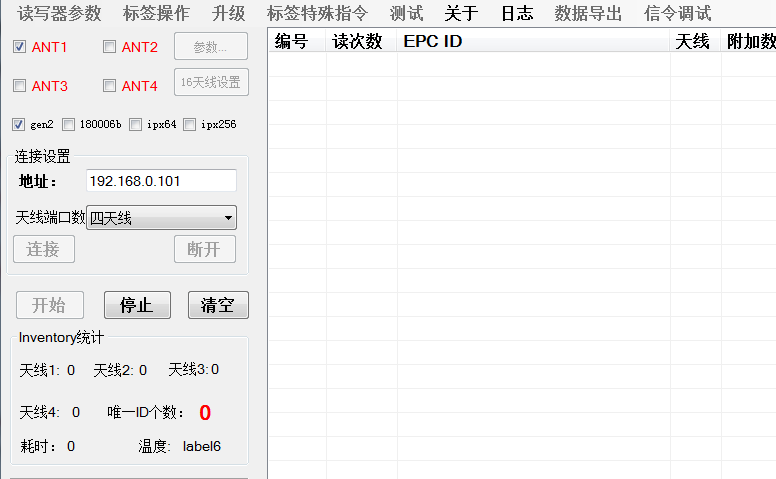 读写器参数 标签操作 升级 标签特殊指令 测试 关于 日志 数据导出 信令调试
ANT1 ANT2 参数...
ANT3 ANT4 16天线设置
gen2 180006b ipx64 ipx256
连接设置
地址： 192.168.0.101
天线端口数 四天线
连接 断开
开始 停止 清空
Inventory统计
天线1: 0 天线2: 0 天线3:0
天线4: 0 唯一ID个数： 0
耗时： 0 温度: label6
编号 读次数 EPC ID 天线 附加数